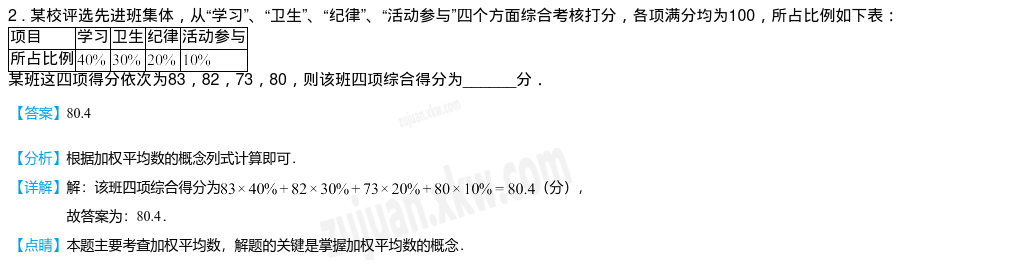 2．某校评选先进班集体，从“学习”、“卫生”、“纪律”、“活动参与”四个方面综合考核打分，各项满分均为100，所占比例如下表：
项目 学习 卫生 纪律 活动参与
所占比例 40% 30% 20% 10%
某班这四项得分依次为83，82，73，80，则该班四项综合得分为______分．
【答案】80.4
【分析】根据加权平均数的概念列式计算即可．
【详解】解：该班四项综合得分为83×40%+82×30%+73×20%+80×10%=80.4（分），
故答案为：80.4．
【点睛】本题主要考查加权平均数，解题的关键是掌握加权平均数的概念．
zujuan.xkw.com
zujuan.xkw.com